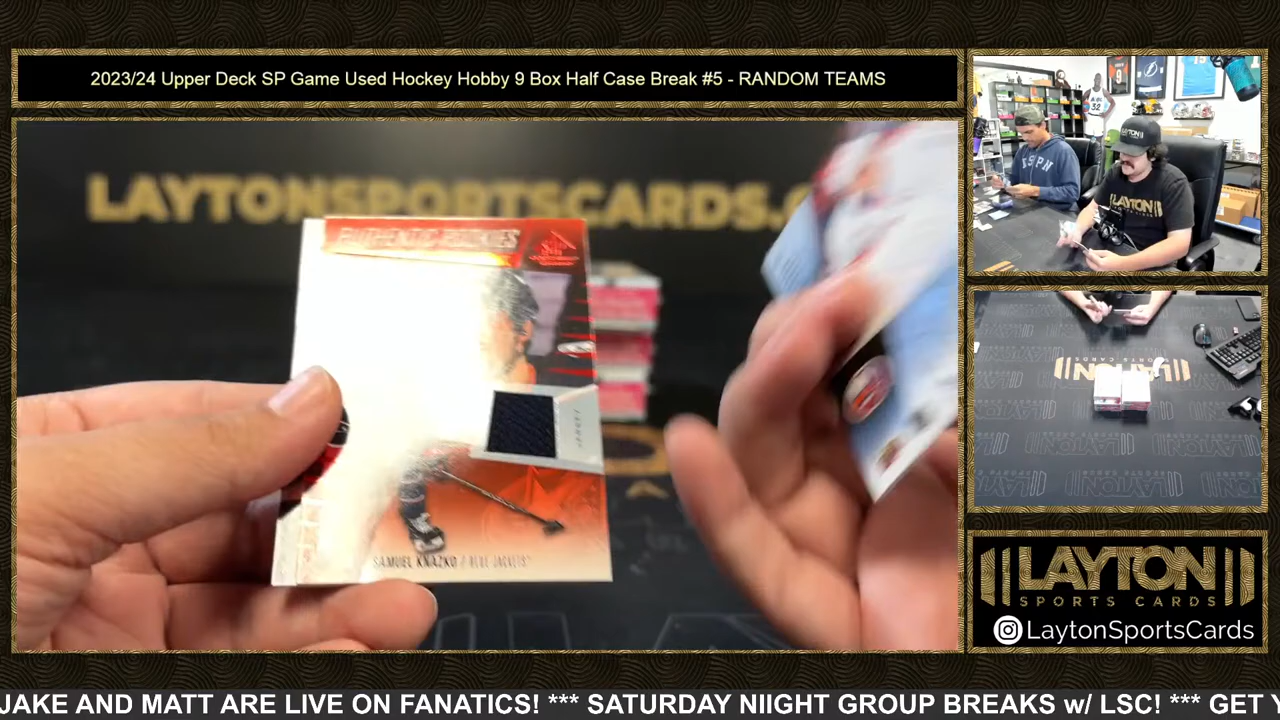 2023/24 Upper Deck SP Game Used Hockey Hobby 9 Box Half Case Break #5 - RANDOM TEAMS
LAYTONSPORTSCARDS.
AUTHENTIC ROOKIES
JERSEY
SAMUEL KNAZKO / BLUE JACKETS
LAYTON
LAYTON
LAYTON
SPORTS CARDS
LaytonSportsCards
JAKE AND MATT ARE LIVE ON FANATICS! *** SATURDAY NIIGHT GROUP BREAKS w/ LSC! *** GET